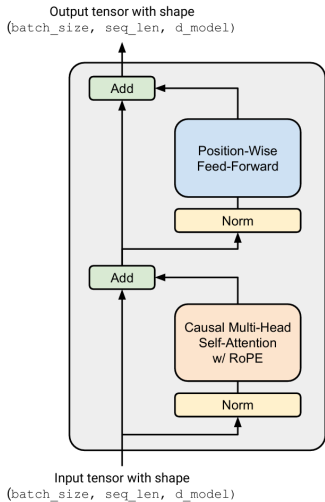 Output tensor with shape
(batch_size, seq_len, d_model)
Add
Position-Wise
Feed-Forward
Norm
Add
Causal Multi-Head
Self-Attention
w/ RoPE
Norm
Input tensor with shape
(batch_size, seq_len, d_model)